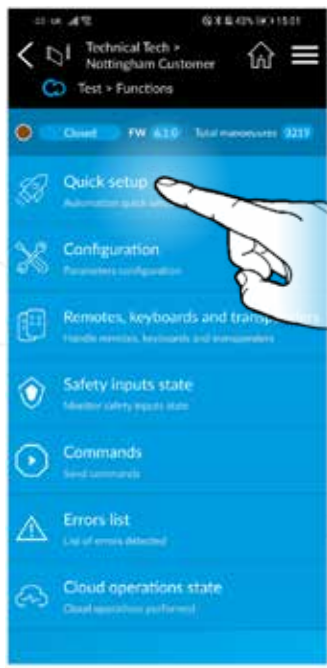 Technical Tech >
Nottingham Customer
Test > Functions
Closed FW 6.1.0 Total manoeuvres 3219
Quick setup
Automation quick
Configuration
Parameters configuration
Remotes, keyboards and
Handle remotes, keyboards and transponders
Safety inputs state
Monitor safety inputs state
Commands
Send commands
Errors list
List of errors detected
Cloud operations state
Cloud operations performed